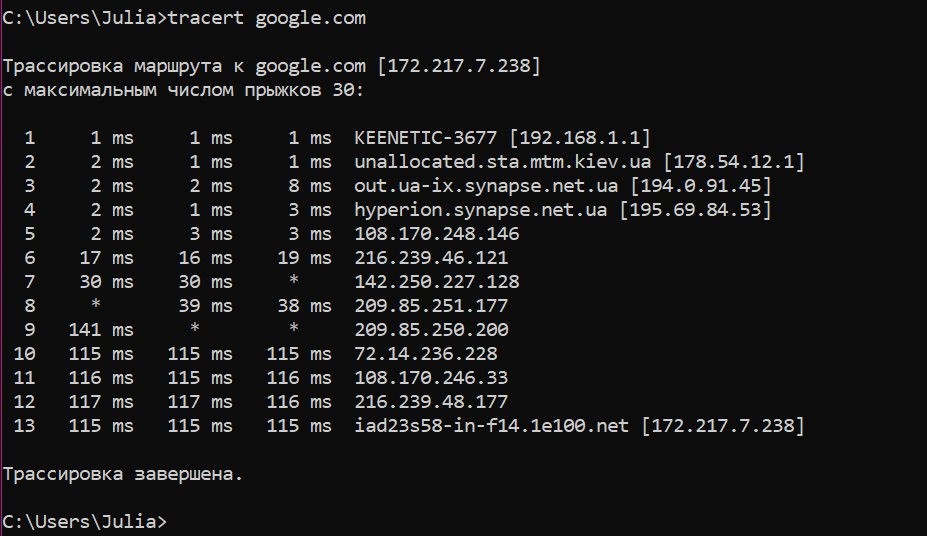 C:\Users\Julia>tracert google.com
Трассировка маршрута к google.com [172.217.7.238]
с максимальным числом прыжков 30:
1 1 ms 1 ms 1 ms KEENETIC-3677 [192.168.1.1]
2 2 ms 1 ms 1 ms unallocated.sta.mtm.kiev.ua [178.54.12.1]
3 2 ms 2 ms 8 ms out.ua-ix.synapse.net.ua [194.0.91.45]
4 2 ms 1 ms 3 ms hyperion.synapse.net.ua [195.69.84.53]
5 2 ms 3 ms 3 ms 108.170.248.146
6 17 ms 16 ms 19 ms 216.239.46.121
7 30 ms 30 ms * 142.250.227.128
8 * 39 ms 38 ms 209.85.251.177
9 141 ms * * 209.85.250.200
10 115 ms 115 ms 115 ms 72.14.236.228
11 116 ms 115 ms 116 ms 108.170.246.33
12 117 ms 117 ms 116 ms 216.239.48.177
13 115 ms 115 ms 115 ms iad23s58-in-f14.1e100.net [172.217.7.238]
Трассировка завершена.
C:\Users\Julia>